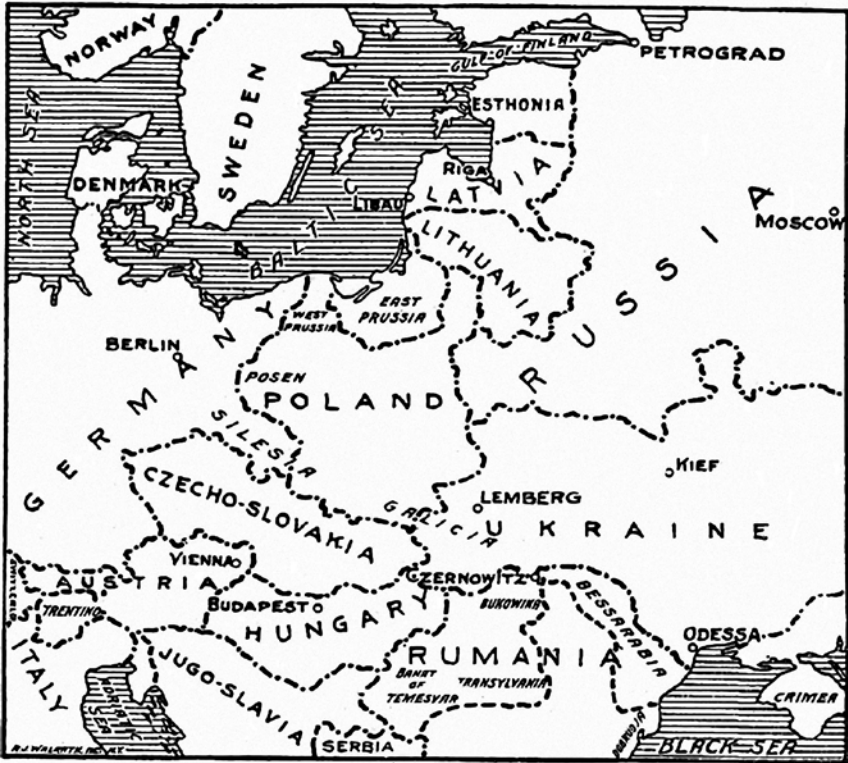 NORWAY
SWEDEN
NORTH SEA
DENMARK
BALTIC SEA
GULF-OF-FINLAND
PETROGRAD
ESTHONIA
RIGA
LATVIA
LIBAU
LITHUANIA
MOSCOW
RUSSIA
EAST
PRUSSIA
WEST
PRUSSIA
BERLIN
GERMANY
POSEN
POLAND
SILESIA
CZECHO-SLOVAKIA
GALICIA
KIEF
LEMBERG
UKRAINE
VIENNA
AUSTRIA
TRENTINO
BUDAPEST
HUNGARY
CZERNOWITZ
BUKOWINA
BESSARABIA
ODESSA
RUMANIA
BANAT
OF
TEMESVAR
TRANSYLVANIA
ITALY
ADRIATIC
SEA
JUGO-SLAVIA
SERBIA
DOBRUDJA
BLACK SEA
CRIMEA